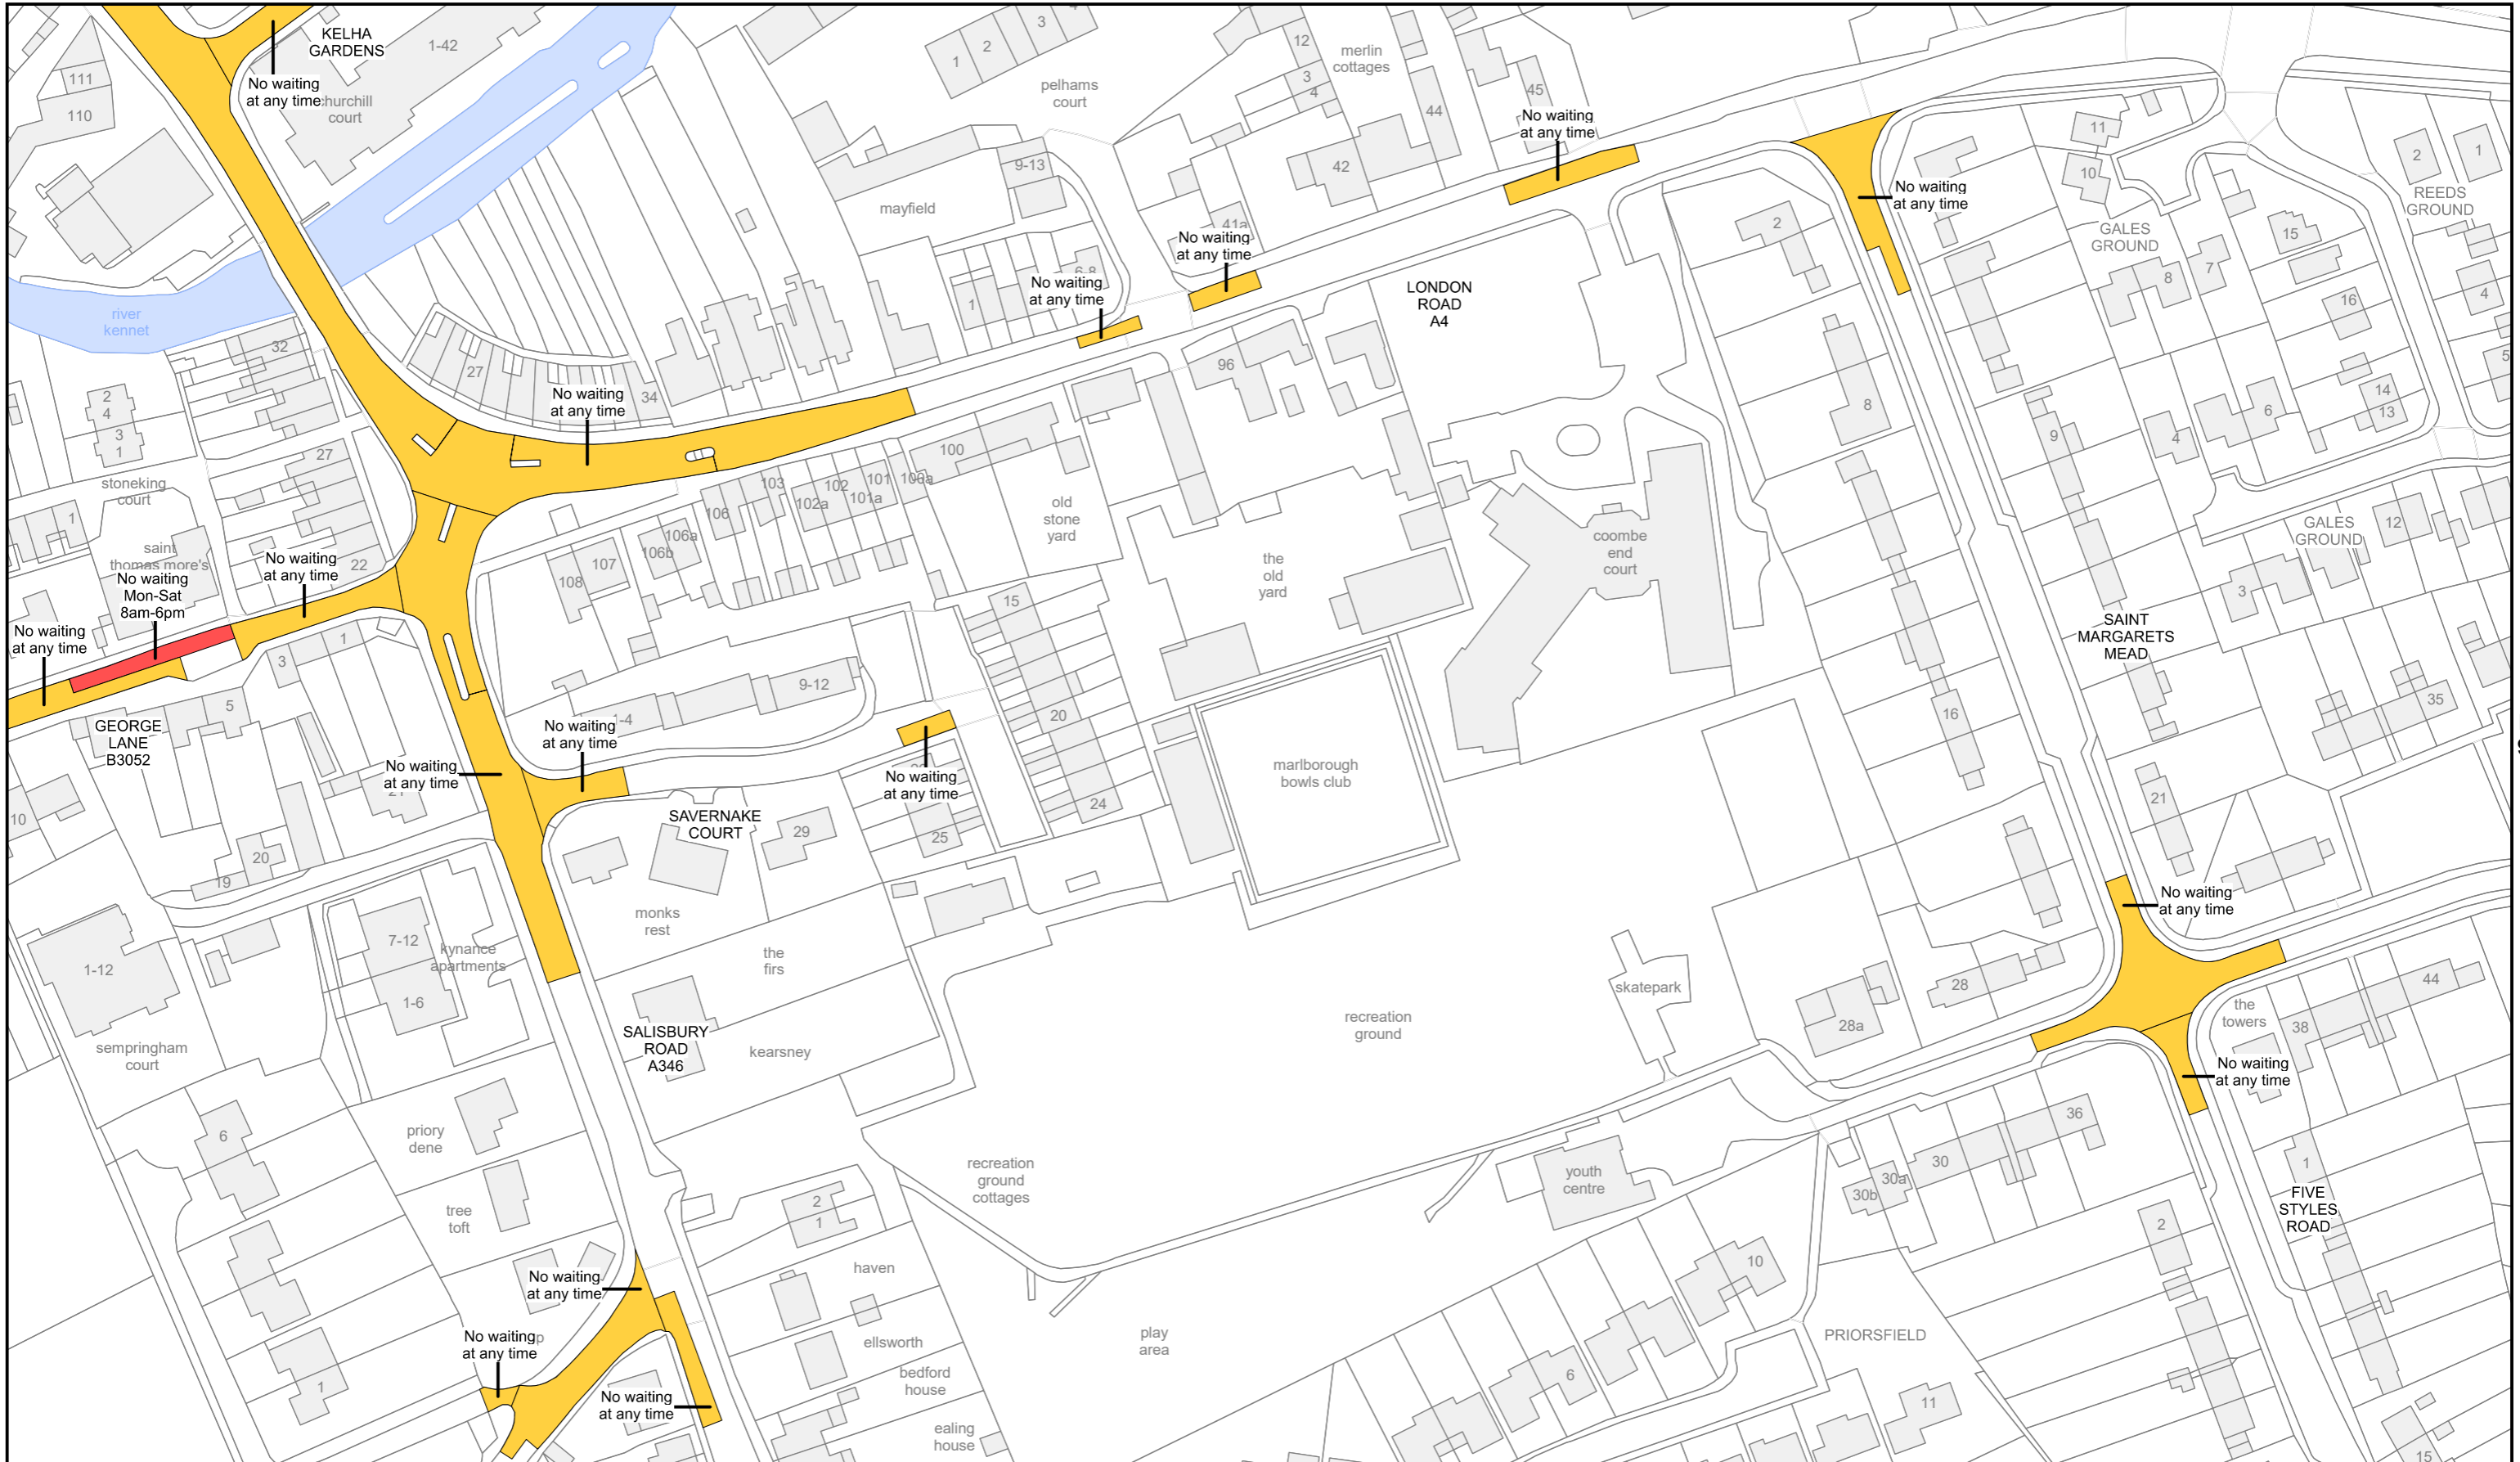 KELHA
GARDENS
1-42
No waiting
at any time
churchill
court
111
110
1
2
3
4
pelhams
court
12
3
4
merlin
cottages
44
45
42
No waiting
at any time
41a
No waiting
at any time
9-13
mayfield
6-8
1
No waiting
at any time
LONDON
ROAD
A4
2
8
No waiting
at any time
11
10
GALES
GROUND
8
7
15
16
2
1
REEDS
GROUND
4
5
14
13
6
4
9
river
kennet
32
27
34
No waiting
at any time
96
2
4
3
1
stoneking
court
1
27
22
saint
thomas more's
No waiting
Mon-Sat
8am-6pm
No waiting
at any time
No waiting
at any time
100
100a
101
101a
102
102a
103
106
106a
106b
107
108
old
stone
yard
the
old
yard
coombe
end
court
GALES
GROUND
12
3
SAINT
MARGARETS
MEAD
35
15
20
24
9-12
1-4
1
3
5
GEORGE
LANE
B3052
10
No waiting
at any time
No waiting
at any time
No waiting
at any time
SAVERNAKE
COURT
29
25
marlborough
bowls club
16
21
20
19
21
No waiting
at any time
1-12
sempringham
court
7-12
1-6
kynance
apartments
monks
rest
the
firs
SALISBURY
ROAD
A346
kearsney
recreation
ground
skatepark
28a
28
the
towers
38
44
No waiting
at any time
6
priory
dene
tree
toft
recreation
ground
cottages
2
1
youth
centre
30b
30a
30
36
1
FIVE
STYLES
ROAD
2
No waiting
at any time
haven
ellsworth
bedford
house
ealing
house
play
area
10
6
PRIORSFIELD
11
15
No waiting
at any time
1
No waiting
at any time